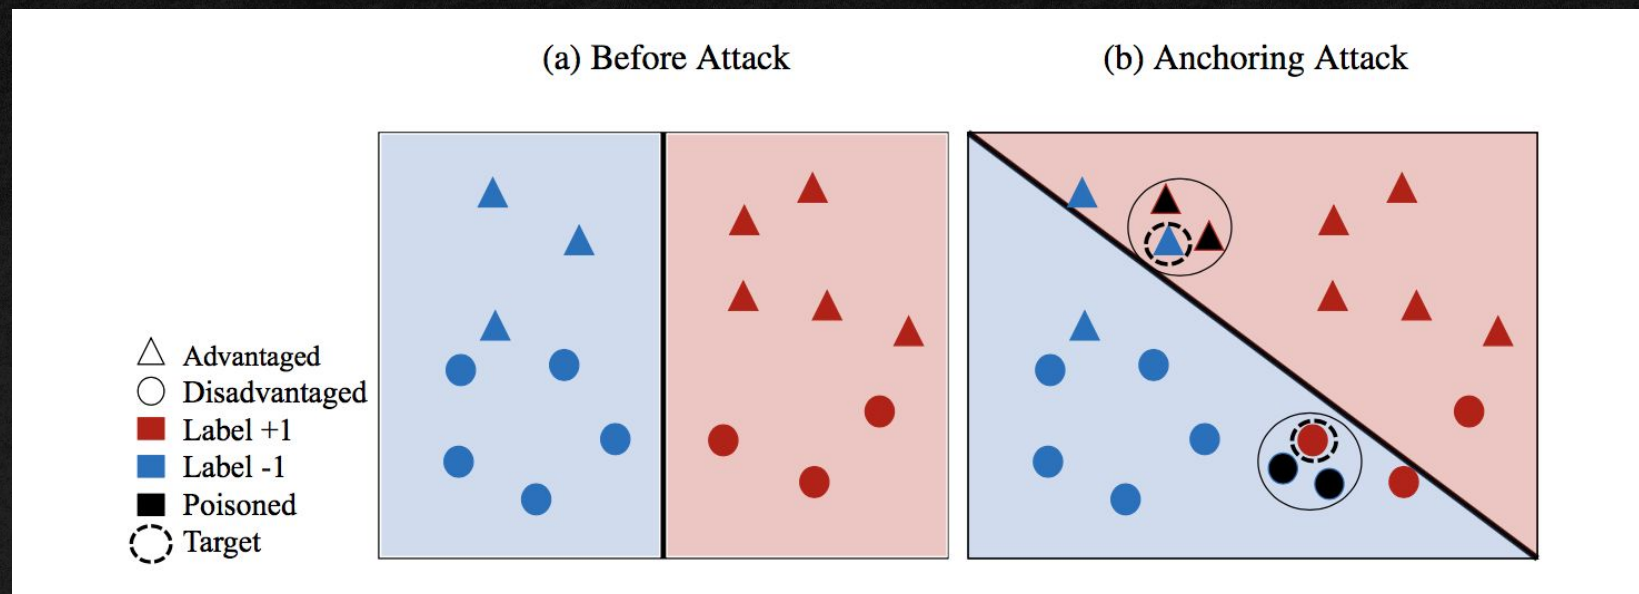 (a) Before Attack
(b) Anchoring Attack
Advantaged
Disadvantaged
Label +1
Label -1
Poisoned
Target